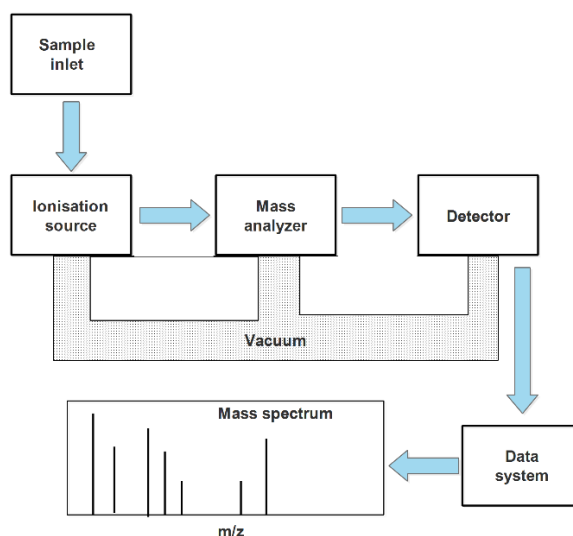 Sample
inlet
Ionisation
source
Mass
analyzer
Detector
Vacuum
Mass spectrum
Data
system
m/z